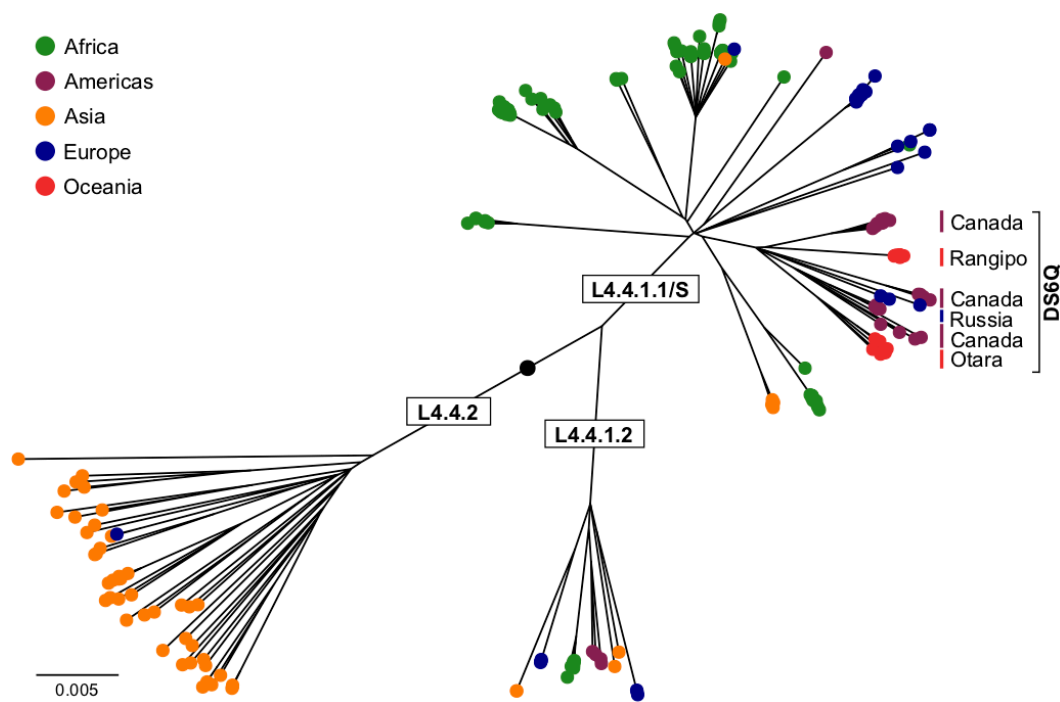 Africa
Americas
Asia
Europe
Oceania
Canada
Rangipo
Canada
Russia
Canada
Otara
DS6Q
L4.4.1.1/S
L4.4.2
L4.4.1.2
0.005